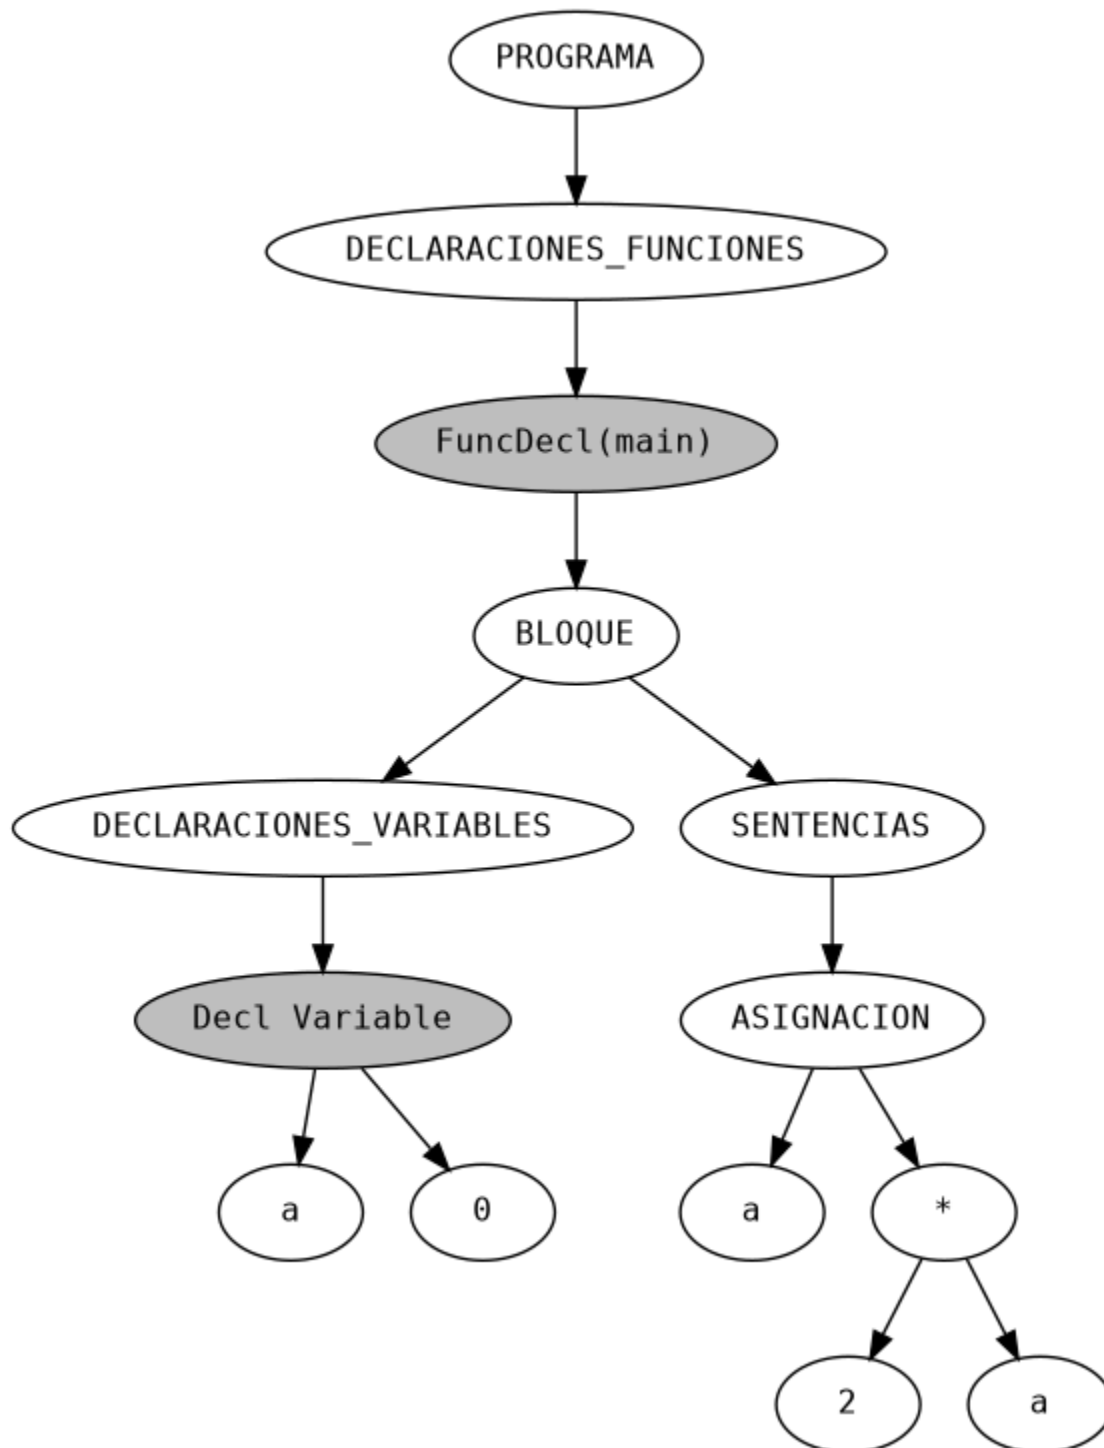 PROGRAMA
DECLARACIONES_FUNCIONES
FuncDecl(main)
BLOQUE
DECLARACIONES_VARIABLES
SENTENCIAS
Decl Variable
ASIGNACION
a
0
a
*
2
a